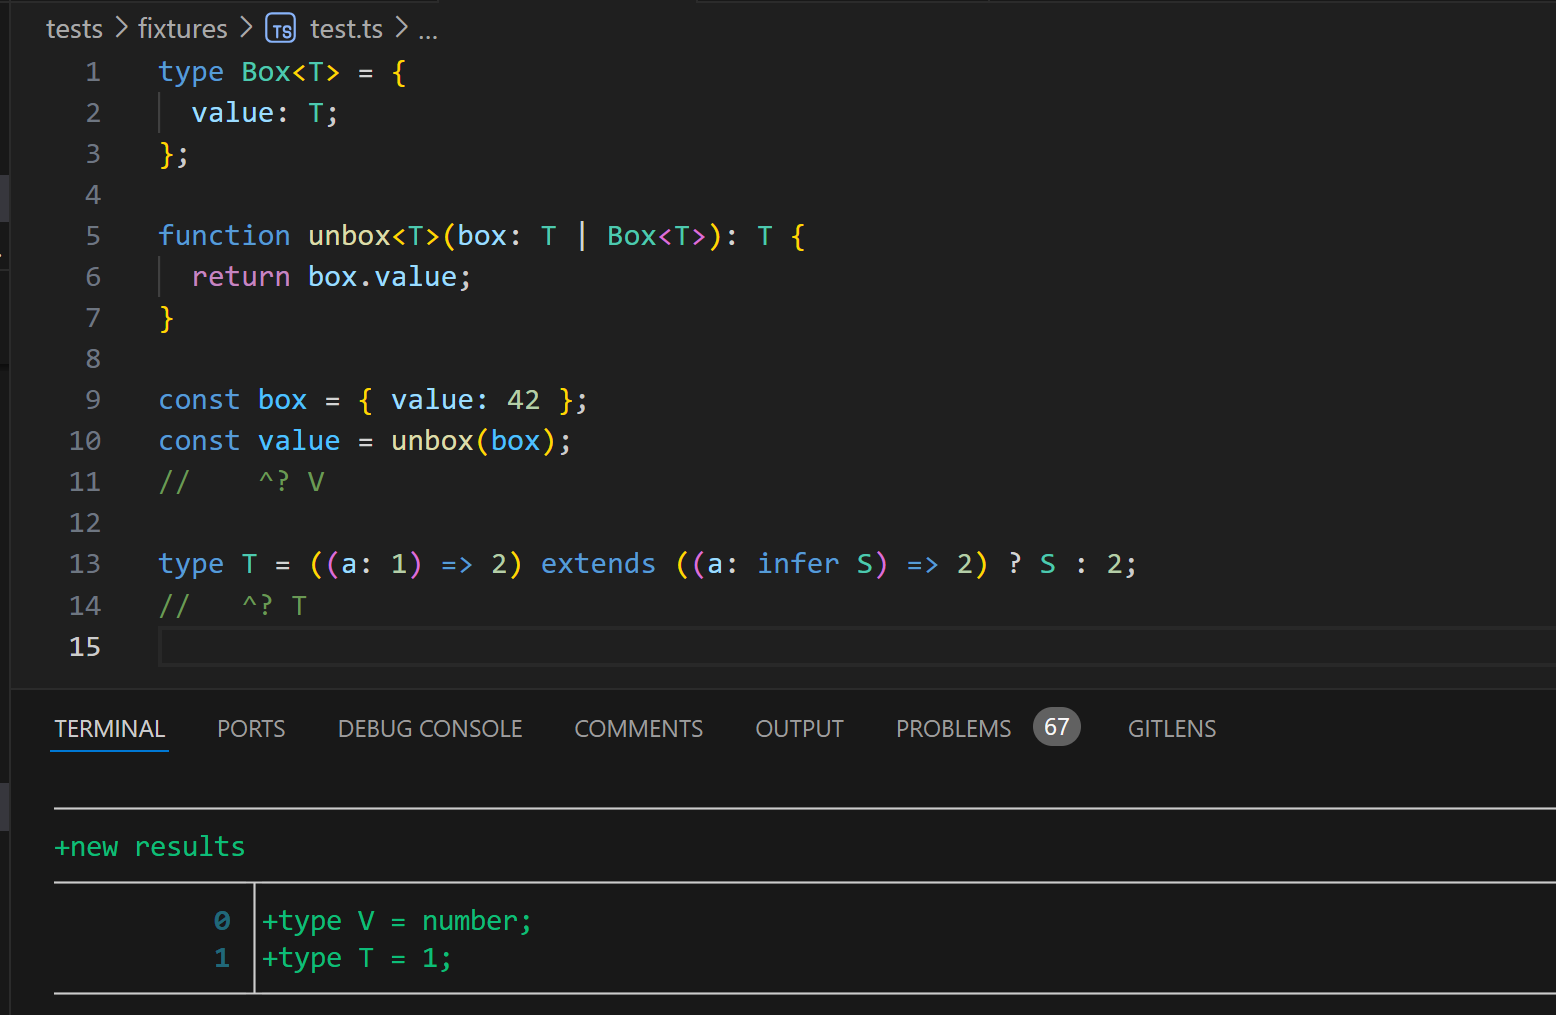 tests > fixtures > TS test.ts > ...
1 type Box<T> = {
2   value: T;
3 };
4
5 function unbox<T>(box: T | Box<T>): T {
6   return box.value;
7 }
8
9 const box = { value: 42 };
10 const value = unbox(box);
11 //    ^? V
12
13 type T = ((a: 1) => 2) extends ((a: infer S) => 2) ? S : 2;
14 //   ^? T
15
TERMINAL PORTS DEBUG CONSOLE COMMENTS OUTPUT PROBLEMS 67 GITLENS
+new results
0 +type V = number;
1 +type T = 1;